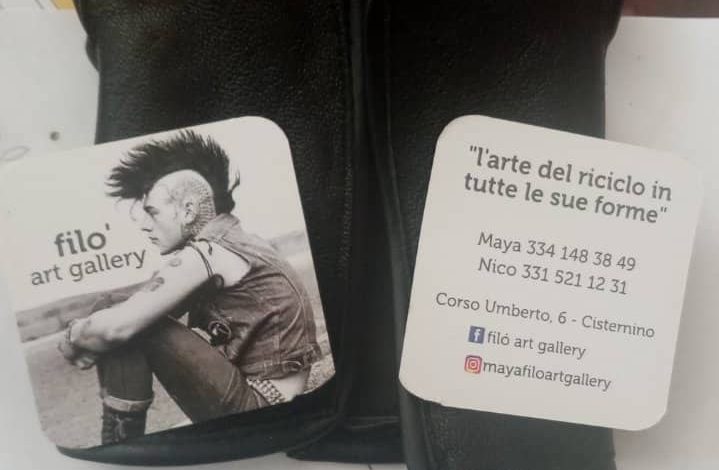 filo'
art gallery
"l'arte del riciclo in
tutte le sue forme"
Maya 334 148 38 49
Nico 331 521 12 31
Corso Umberto, 6 - Cisternino
filó art gallery
mayafiloartgallery